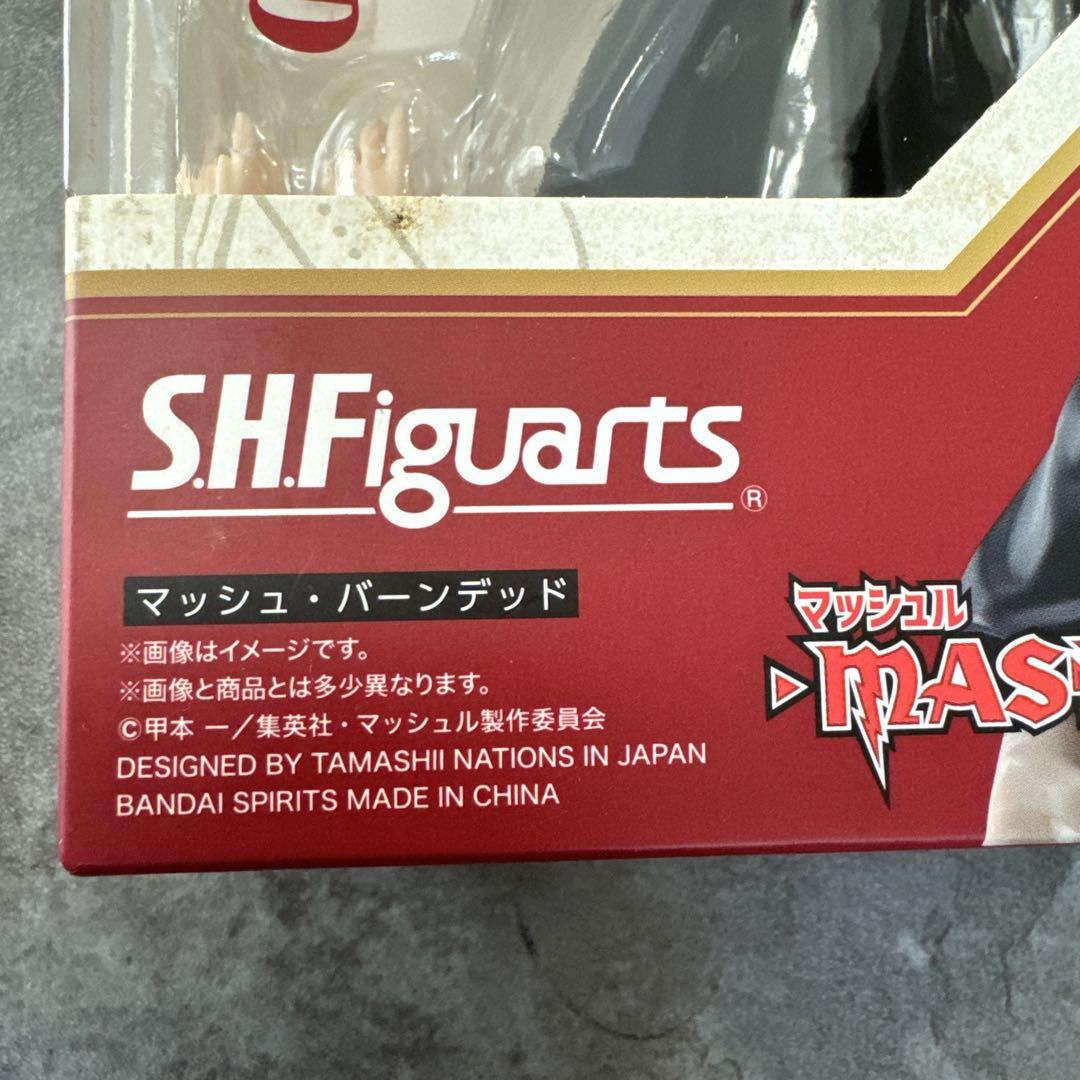 S.H.Figuarts®
マッシュ・バーンデッド
※画像はイメージです。
※画像と商品とは多少異なります。
©甲本 一／集英社・マッシュル製作委員会
DESIGNED BY TAMASHII NATIONS IN JAPAN
BANDAI SPIRITS MADE IN CHINA
マッシュル
MAS